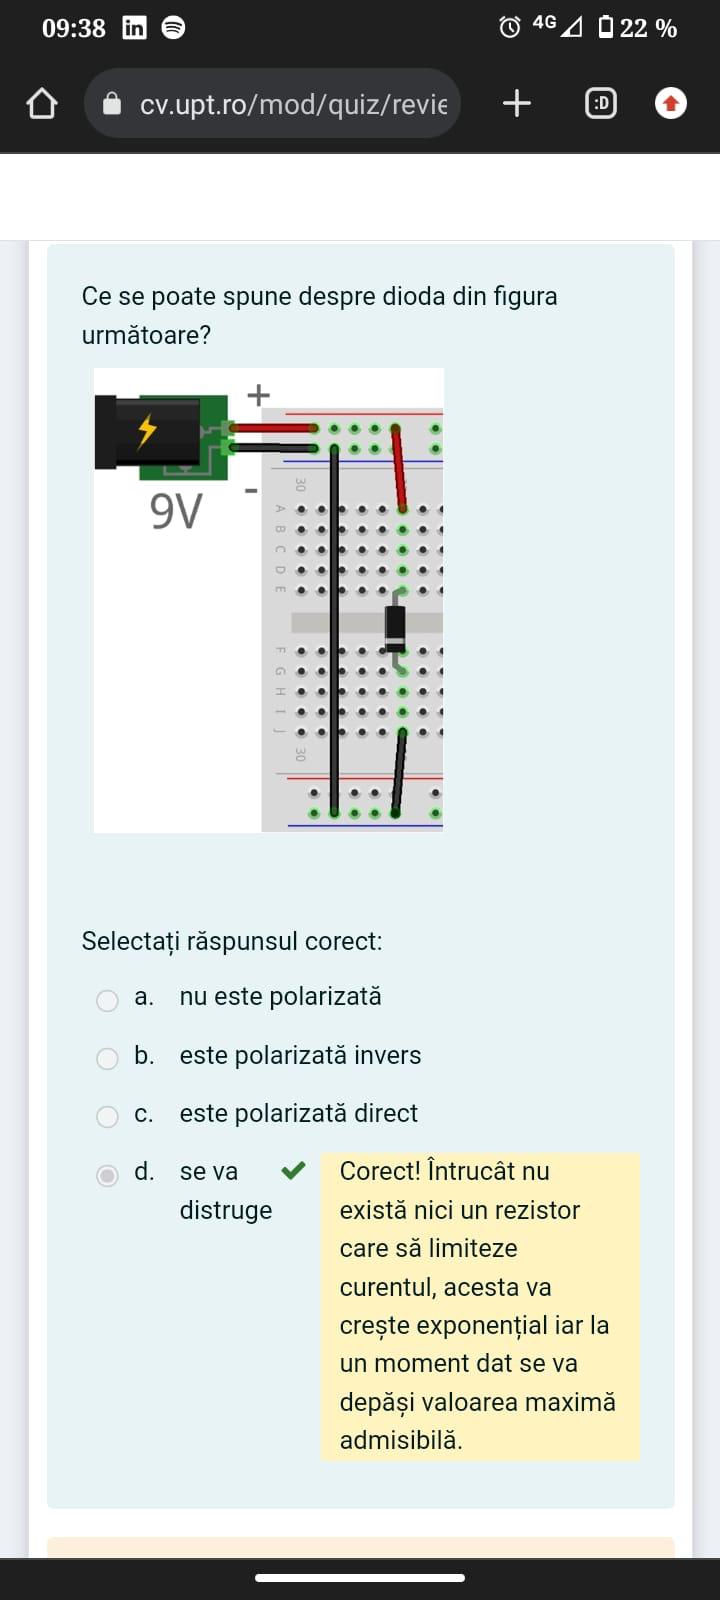 09:38 in 4G 22 %
cv.upt.ro/mod/quiz/revie :D
Ce se poate spune despre dioda din figura
următoare?
+
-
9V
30
A
B
C
D
E
F
G
H
I
J
30
Selectați răspunsul corect:
a. nu este polarizată
b. este polarizată invers
c. este polarizată direct
d. se va
distruge
Corect! Întrucât nu
există nici un rezistor
care să limiteze
curentul, acesta va
crește exponențial iar la
un moment dat se va
depăși valoarea maximă
admisibilă.